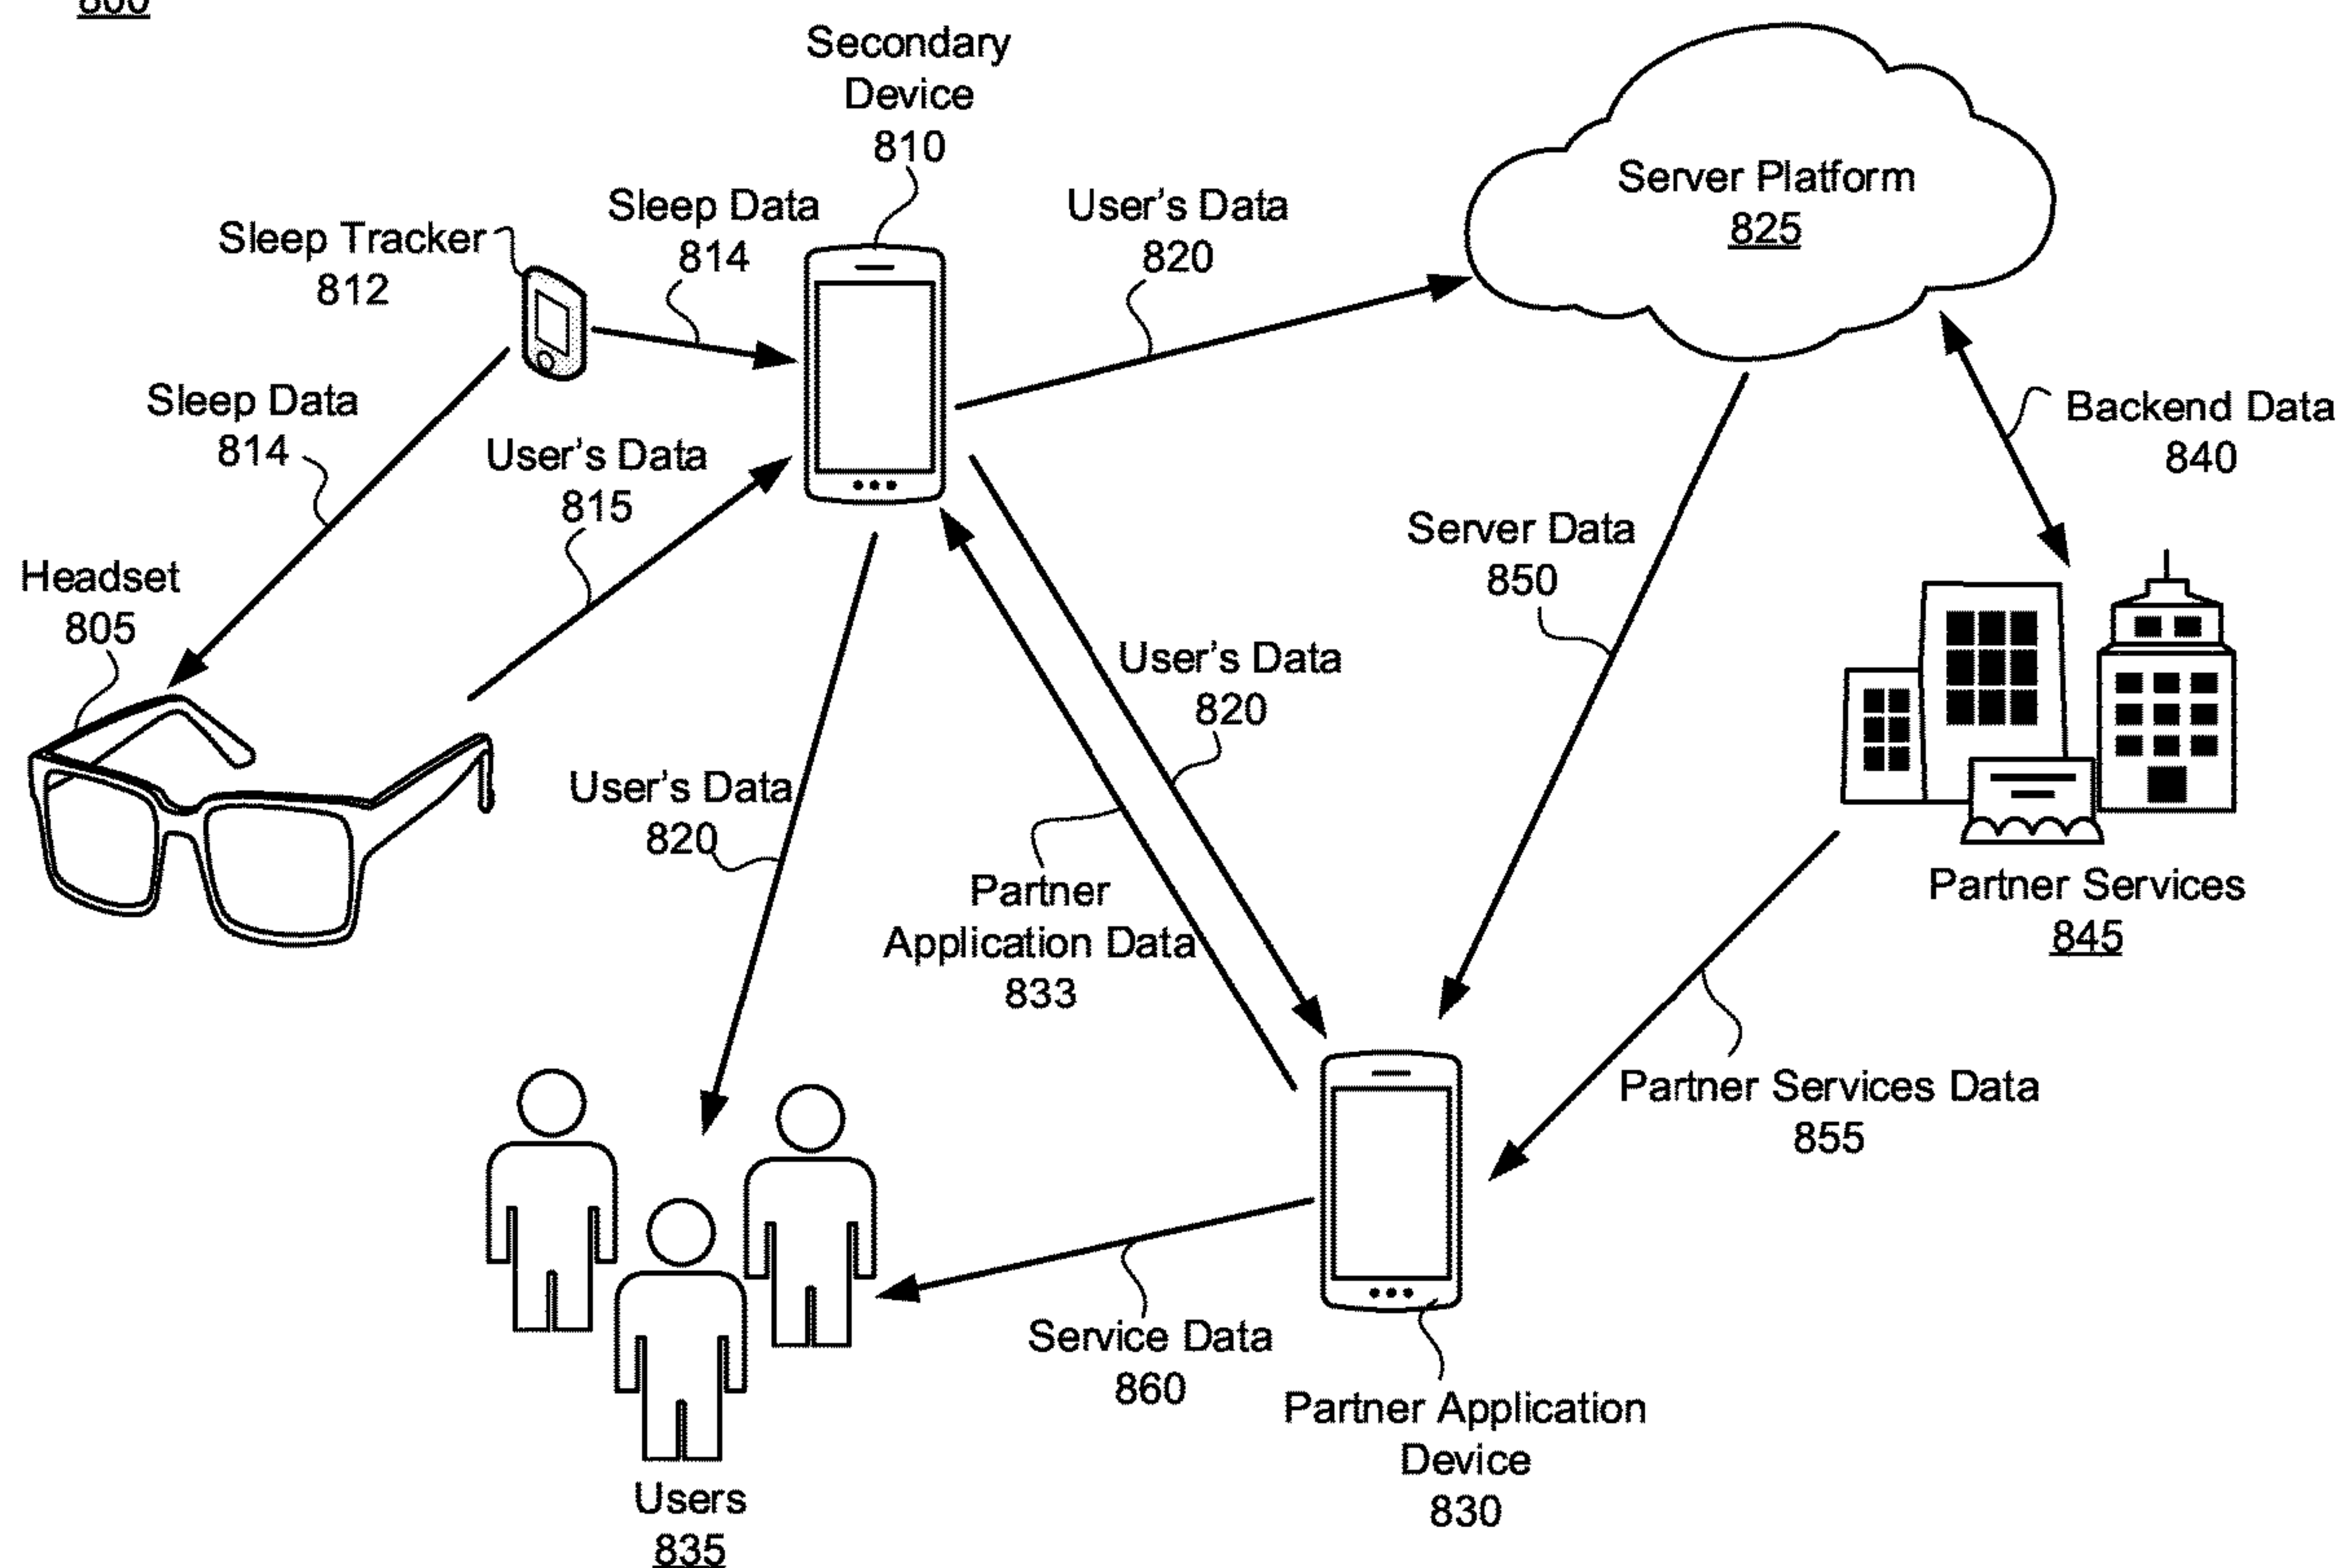 800
Secondary
Device
810
Server Platform
825
Sleep Data
814
User's Data
820
Sleep Tracker
812
Sleep Data
814
User's Data
815
Backend Data
840
Headset
805
Server Data
850
User's Data
820
User's Data
820
Partner
Application Data
833
Partner Services
845
Partner Services Data
855
Service Data
860
Partner Application
Device
830
Users
835